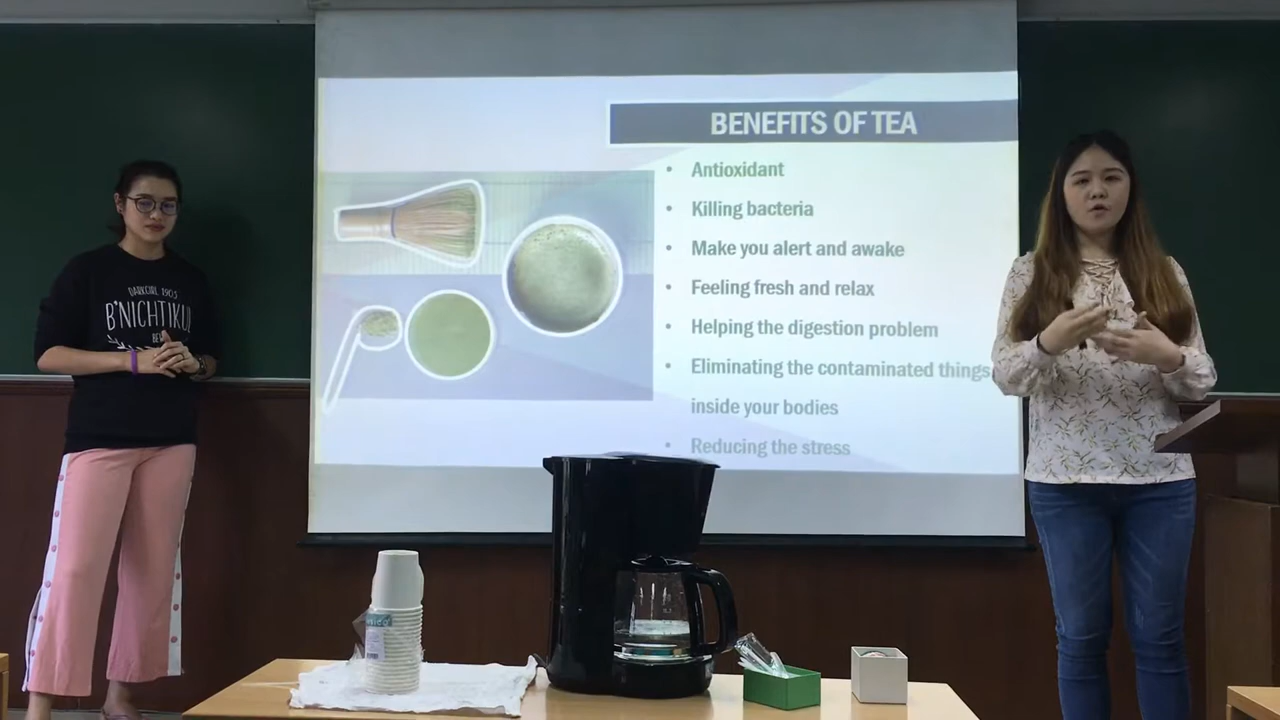 BENEFITS OF TEA
• Antioxidant
• Killing bacteria
• Make you alert and awake
• Feeling fresh and relax
• Helping the digestion problem
• Eliminating the contaminated things
inside your bodies
• Reducing the stress
B'NICHTIKUL